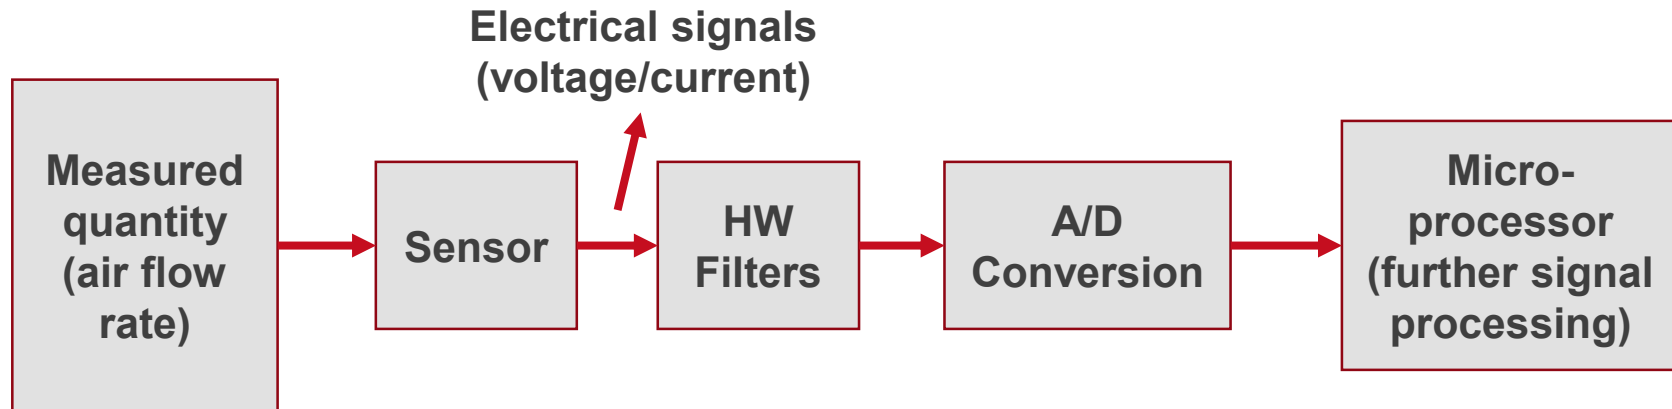 Electrical signals
(voltage/current)
Measured
quantity
(air flow
rate)
Sensor
HW
Filters
A/D
Conversion
Micro-
processor
(further signal
processing)